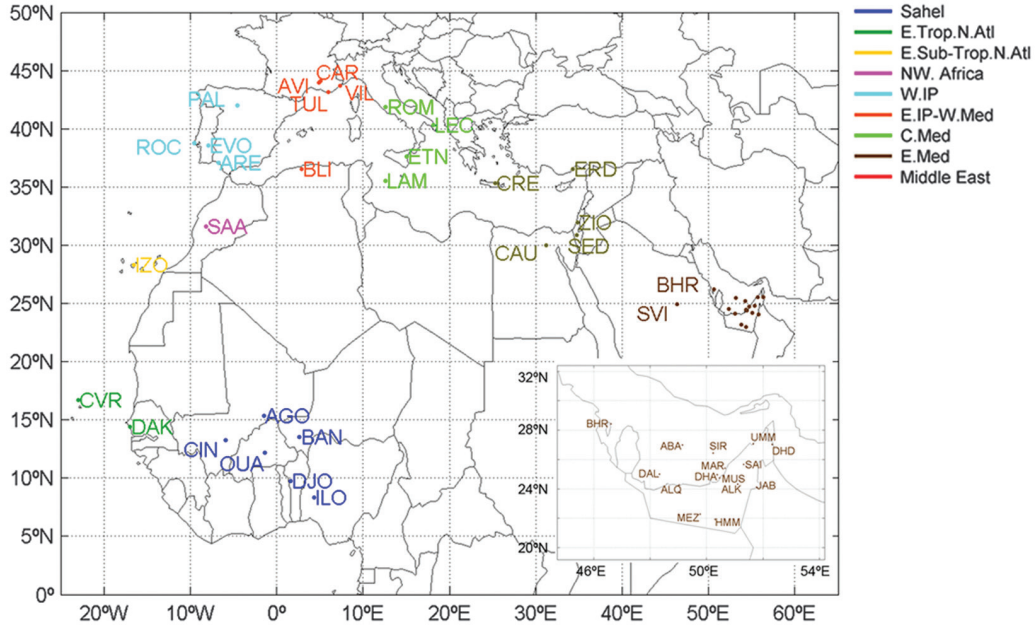 50ºN
45ºN
40ºN
35ºN
30ºN
25ºN
20ºN
15ºN
10ºN
5ºN
0º
20ºW
10ºW
0º
10ºE
20ºE
30ºE
40ºE
50ºE
60ºE
Sahel
E.Trop.N.Atl
E.Sub-Trop.N.Atl
NW. Africa
W.IP
E.IP-W.Med
C.Med
E.Med
Middle East
CAR
AVI
VIL
TUL
PAL
ROM
LEC
ROC
EVO
ARE
ETN
BLI
LAM
CRE
ERD
SAA
ZIO
SED
CAU
IZO
BHR
SVI
CVR
DAK
AGO
CIN
BAN
OUA
DJO
ILO
32ºN
28ºN
24ºN
20ºN
46ºE
50ºE
54ºE
BHR
ABA
SIR
UMM
DHD
MAR
SAI
DAL
DHA
MUS
ALQ
ALK
JAB
MEZ
HMM